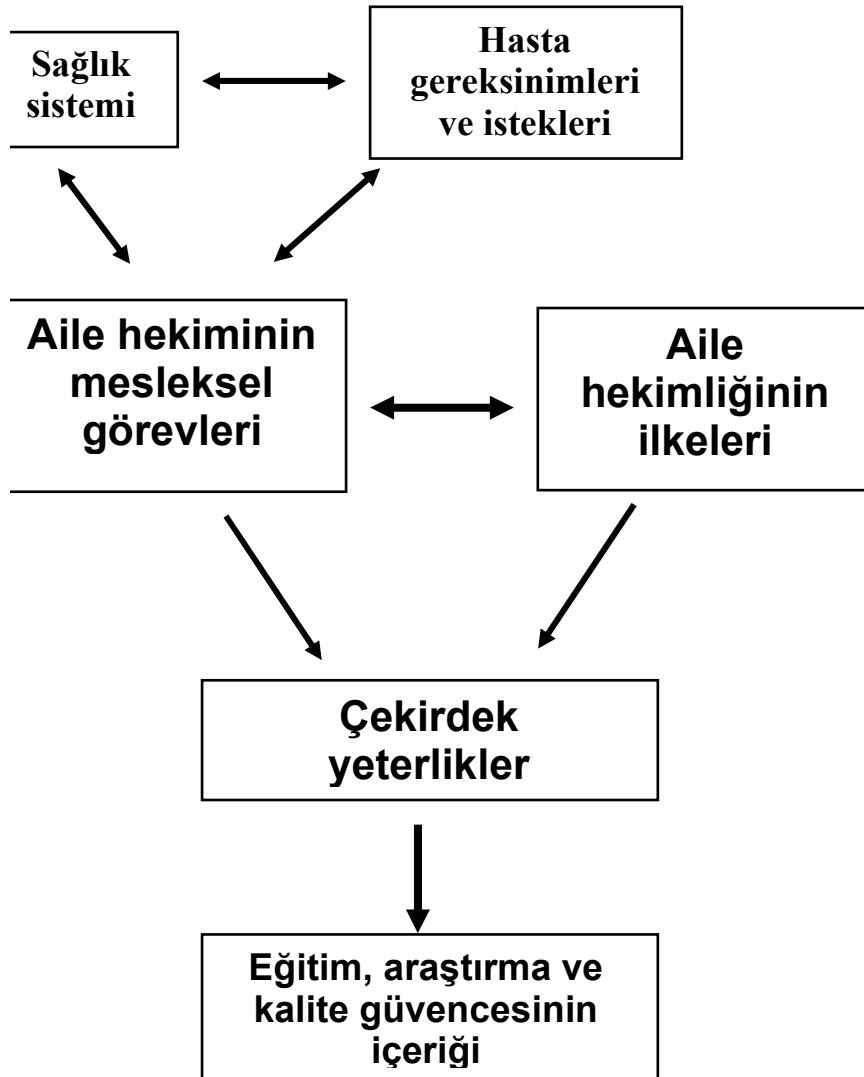 Sağlık
sistemi
Hasta
gereksinimleri
ve istekleri
Aile hekiminin
mesleksel
görevleri
Aile
hekimliğinin
ilkeleri
Çekirdek
yeterlikler
Eğitim, araştırma ve
kalite güvencesinin
içeriği